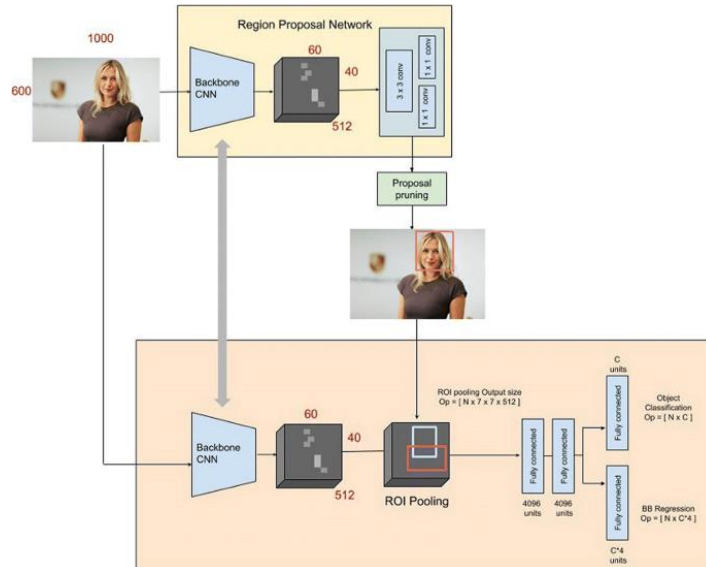 Region Proposal Network
1000
600
Backbone
CNN
60
40
512
3 x 3 conv
1 x 1 conv
1 x 1 conv
Proposal
pruning
ROI pooling Output size
Op = [ N x 7 x 7 x 512 ]
Backbone
CNN
60
40
512
ROI Pooling
Fully connected
4096
units
Fully connected
4096
units
C
units
Fully connected
Object
Classification
Op = [ N x C ]
Fully connected
C*4
units
BB Regression
Op = [ N x C*4 ]